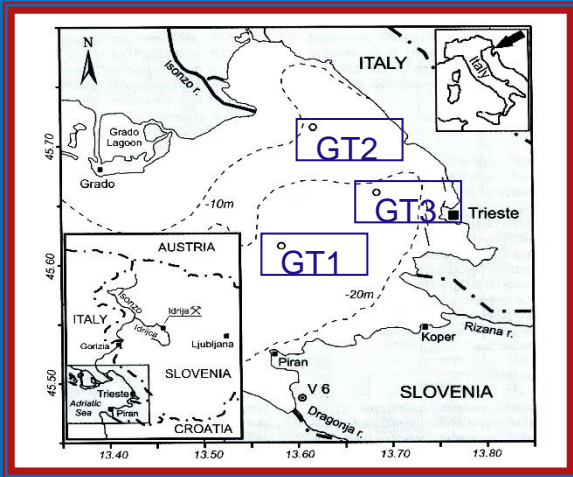 N
ITALY
Isonzo r.
Italy
Grado
Lagoon
45.70
GT2
Grado
-10m
GT3
Trieste
GT1
45.60
-20m
AUSTRIA
Isonzo
Idrija
Idrijca
ITALY
Ljubljana
Gorizia
SLOVENIA
Trieste
Adriatic
Sea
Piran
CROATIA
Koper
Rizana r.
Piran
45.50
V 6
SLOVENIA
Dragonja r.
13.40
13.50
13.60
13.70
13.80